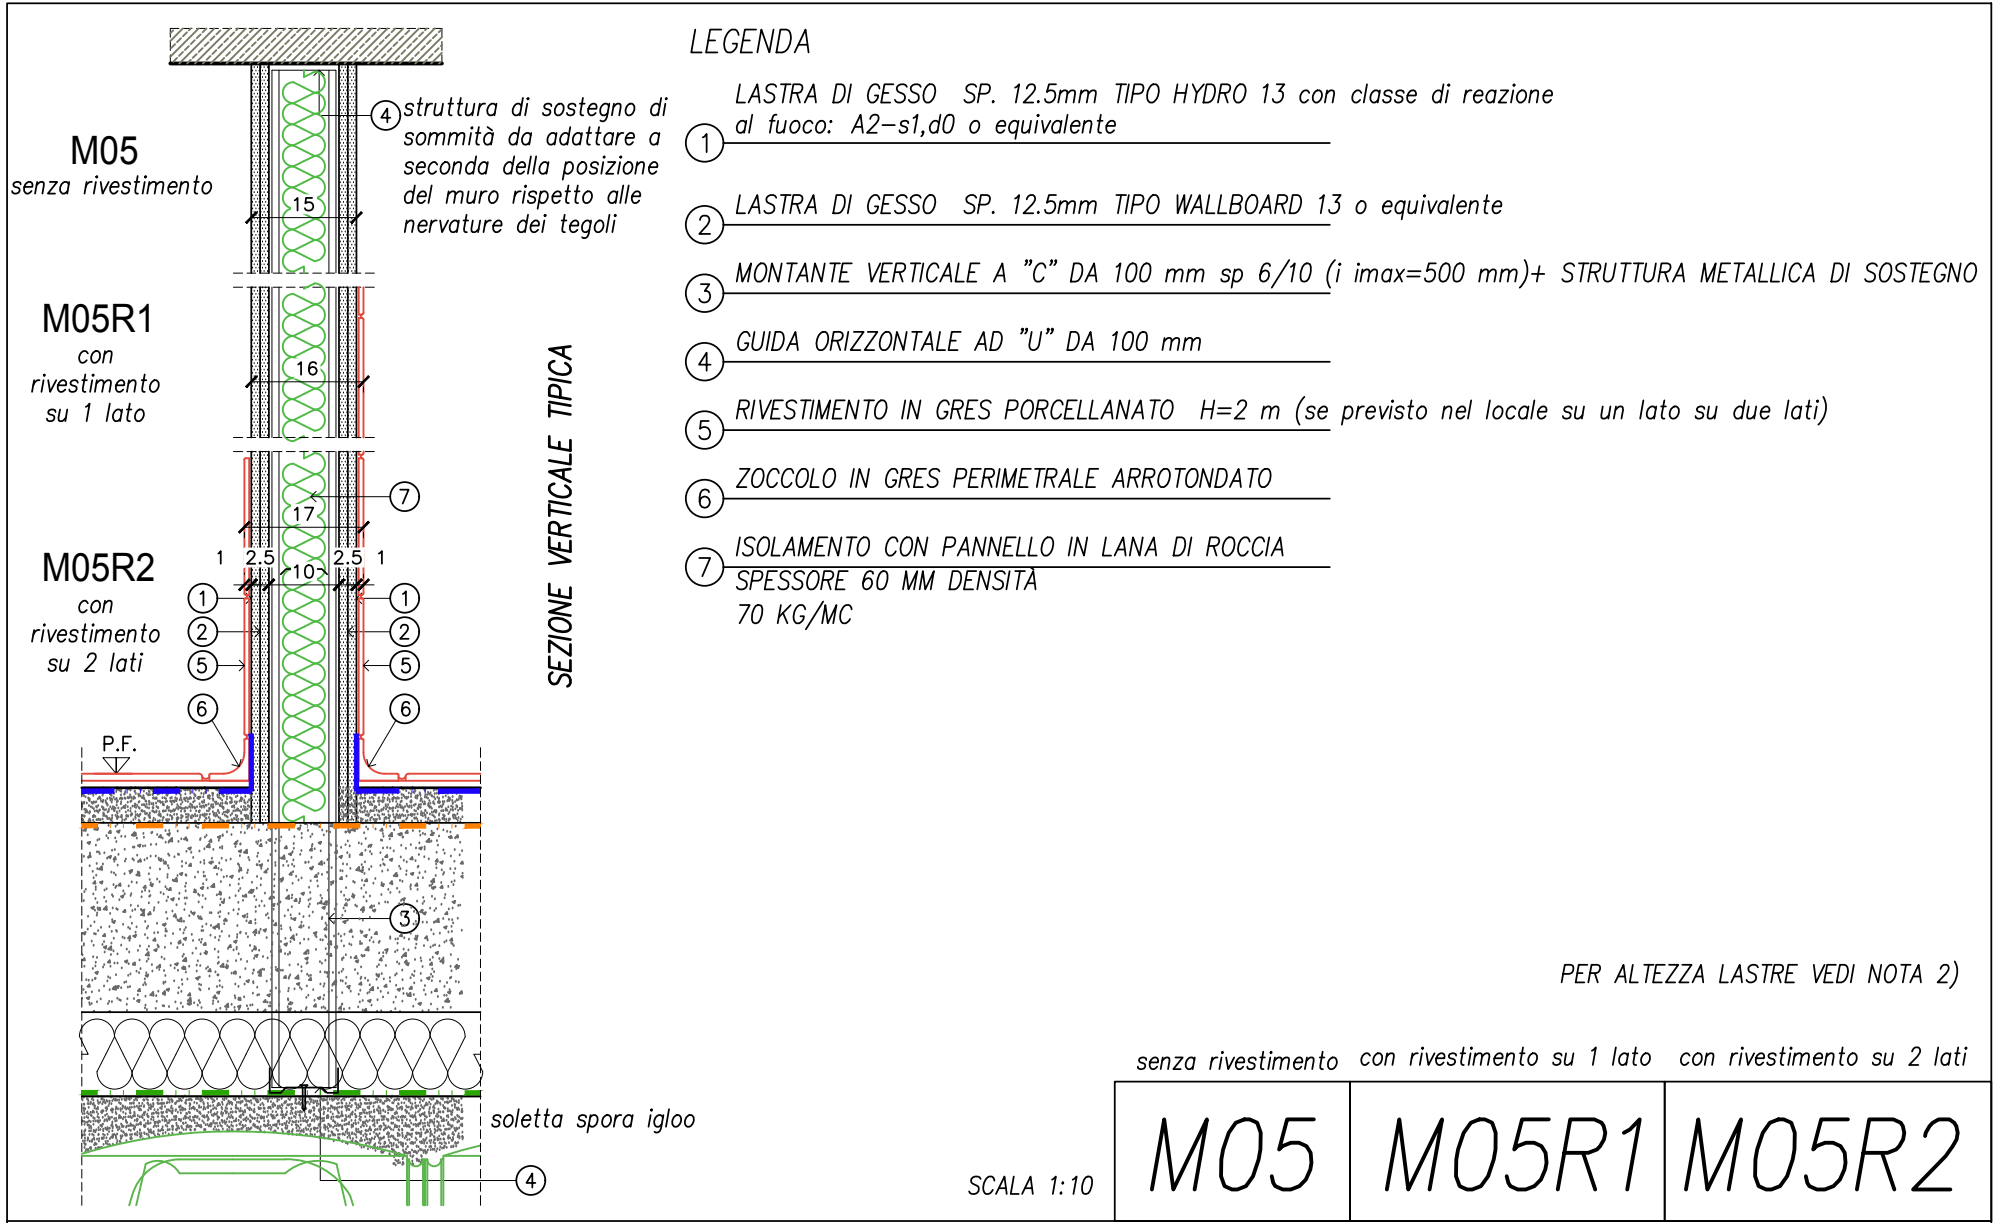 LEGENDA
LASTRA DI GESSO SP. 12.5mm TIPO HYDRO 13 con classe di reazione
al fuoco: A2-s1,d0 o equivalente
1
LASTRA DI GESSO SP. 12.5mm TIPO WALLBOARD 13 o equivalente
2
MONTANTE VERTICALE A "C" DA 100 mm sp 6/10 (i imax=500 mm)+ STRUTTURA METALLICA DI SOSTEGNO
3
GUIDA ORIZZONTALE AD "U" DA 100 mm
4
RIVESTIMENTO IN GRES PORCELLANATO H=2 m (se previsto nel locale su un lato su due lati)
5
ZOCCOLO IN GRES PERIMETRALE ARROTONDATO
6
ISOLAMENTO CON PANNELLO IN LANA DI ROCCIA
7
SPESSORE 60 MM DENSITÀ
70 KG/MC
4
struttura di sostegno di
sommità da adattare a
seconda della posizione
del muro rispetto alle
nervature dei tegoli
M05
senza rivestimento
15
M05R1
con
rivestimento
su 1 lato
16
SEZIONE VERTICALE TIPICA
7
17
1 2.5 10 2.5 1
M05R2
con
rivestimento
su 2 lati
1 1
2 2
5 5
6 6
P.F.
3
soletta spora igloo
4
PER ALTEZZA LASTRE VEDI NOTA 2)
senza rivestimento con rivestimento su 1 lato con rivestimento su 2 lati
SCALA 1:10
M05 M05R1 M05R2